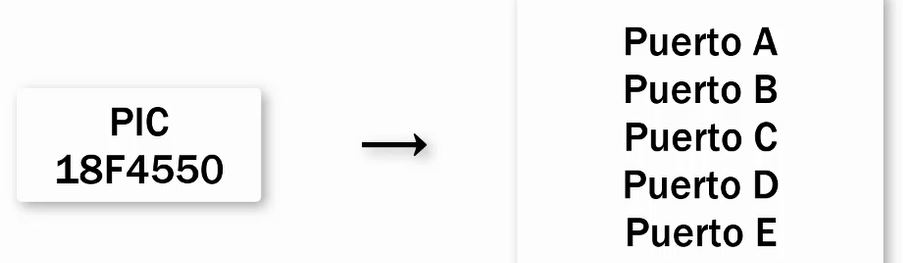 PIC
18F4550
Puerto A
Puerto B
Puerto C
Puerto D
Puerto E